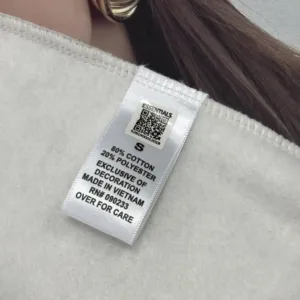 ESSENTIALS
S
80% COTTON
20% POLYESTER
EXCLUSIVE OF
DECORATION
MADE IN VIETNAM
RN# 090233
OVER FOR CARE